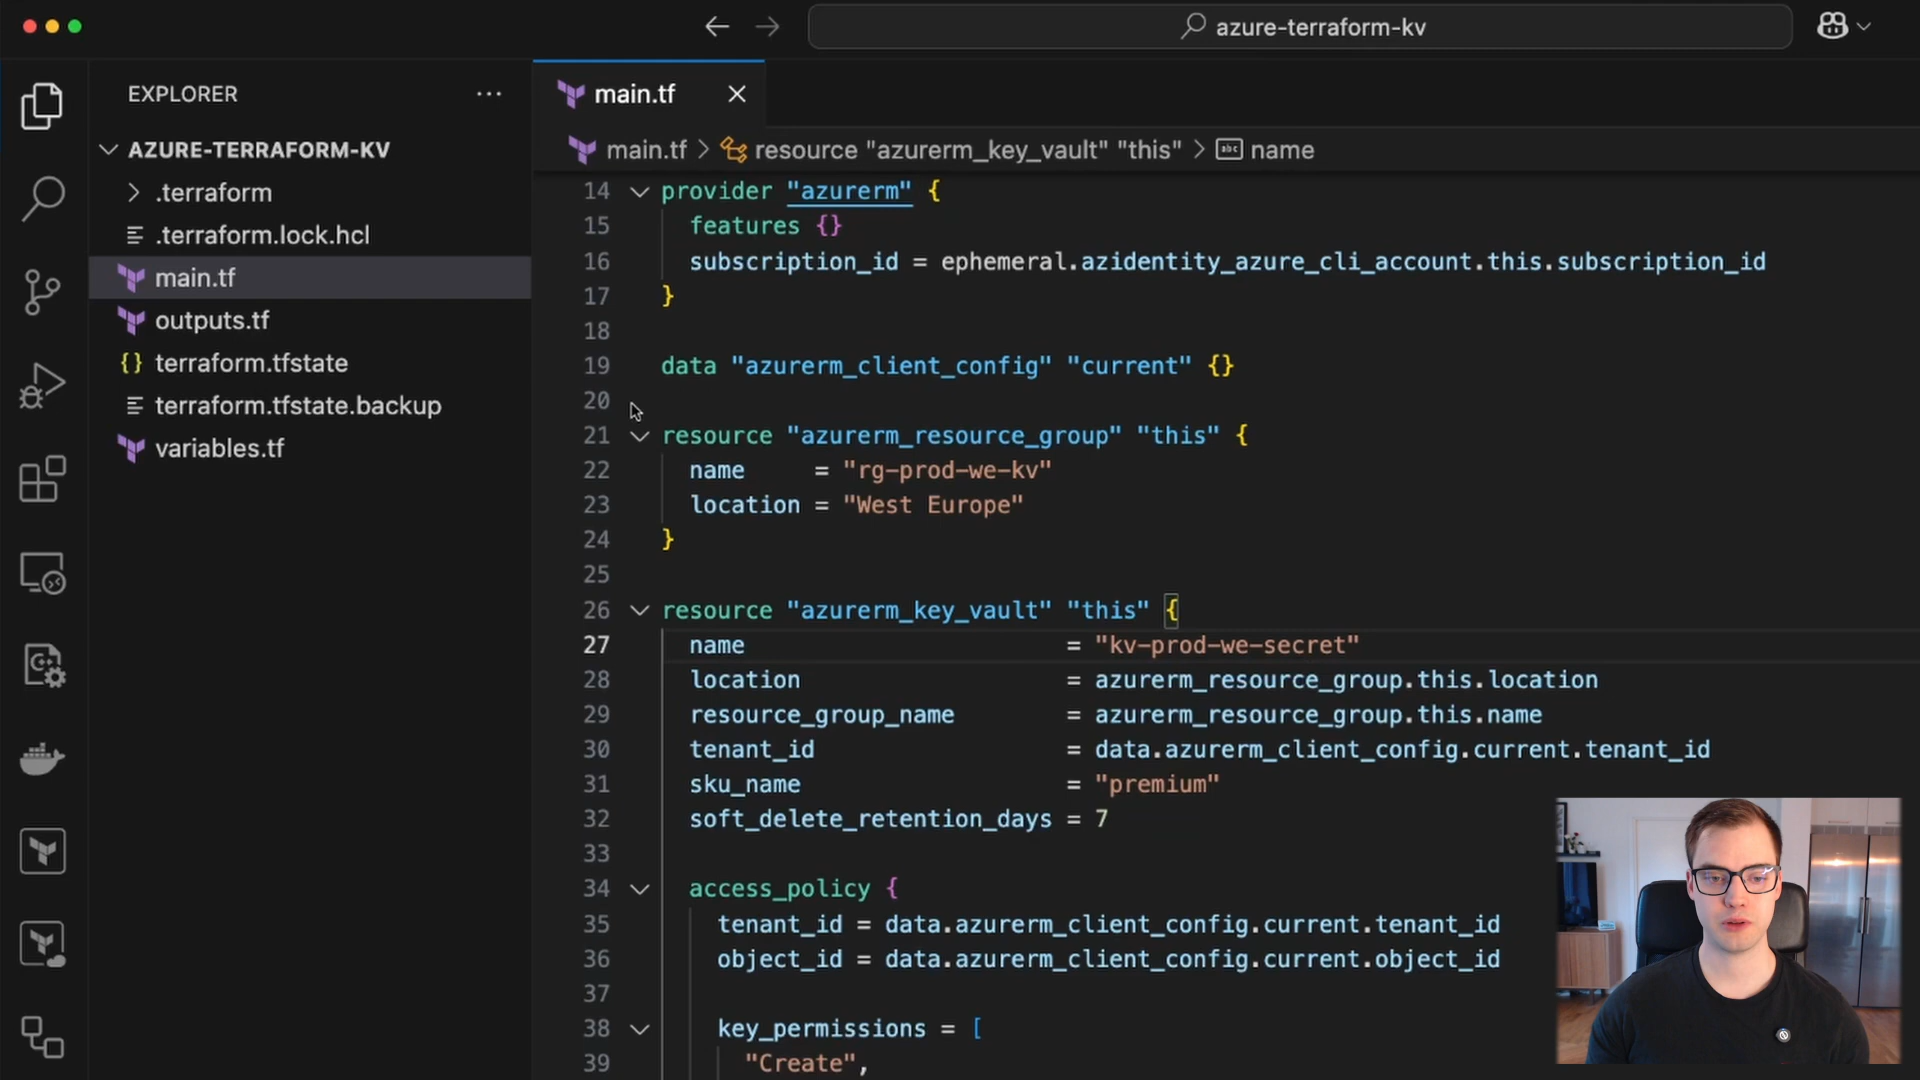 azure-terraform-kv
EXPLORER
AZURE-TERRAFORM-KV
.terraform
.terraform.lock.hcl
main.tf
outputs.tf
terraform.tfstate
terraform.tfstate.backup
variables.tf
main.tf
main.tf > resource "azurerm_key_vault" "this" > name
14 provider "azurerm" {
15 features {}
16 subscription_id = ephemeral.azidentity_azure_cli_account.this.subscription_id
17 }
18
19 data "azurerm_client_config" "current" {}
20
21 resource "azurerm_resource_group" "this" {
22 name = "rg-prod-we-kv"
23 location = "West Europe"
24 }
25
26 resource "azurerm_key_vault" "this" {
27 name = "kv-prod-we-secret"
28 location = azurerm_resource_group.this.location
29 resource_group_name = azurerm_resource_group.this.name
30 tenant_id = data.azurerm_client_config.current.tenant_id
31 sku_name = "premium"
32 soft_delete_retention_days = 7
33
34 access_policy {
35 tenant_id = data.azurerm_client_config.current.tenant_id
36 object_id = data.azurerm_client_config.current.object_id
37
38 key_permissions = [
39 "Create",